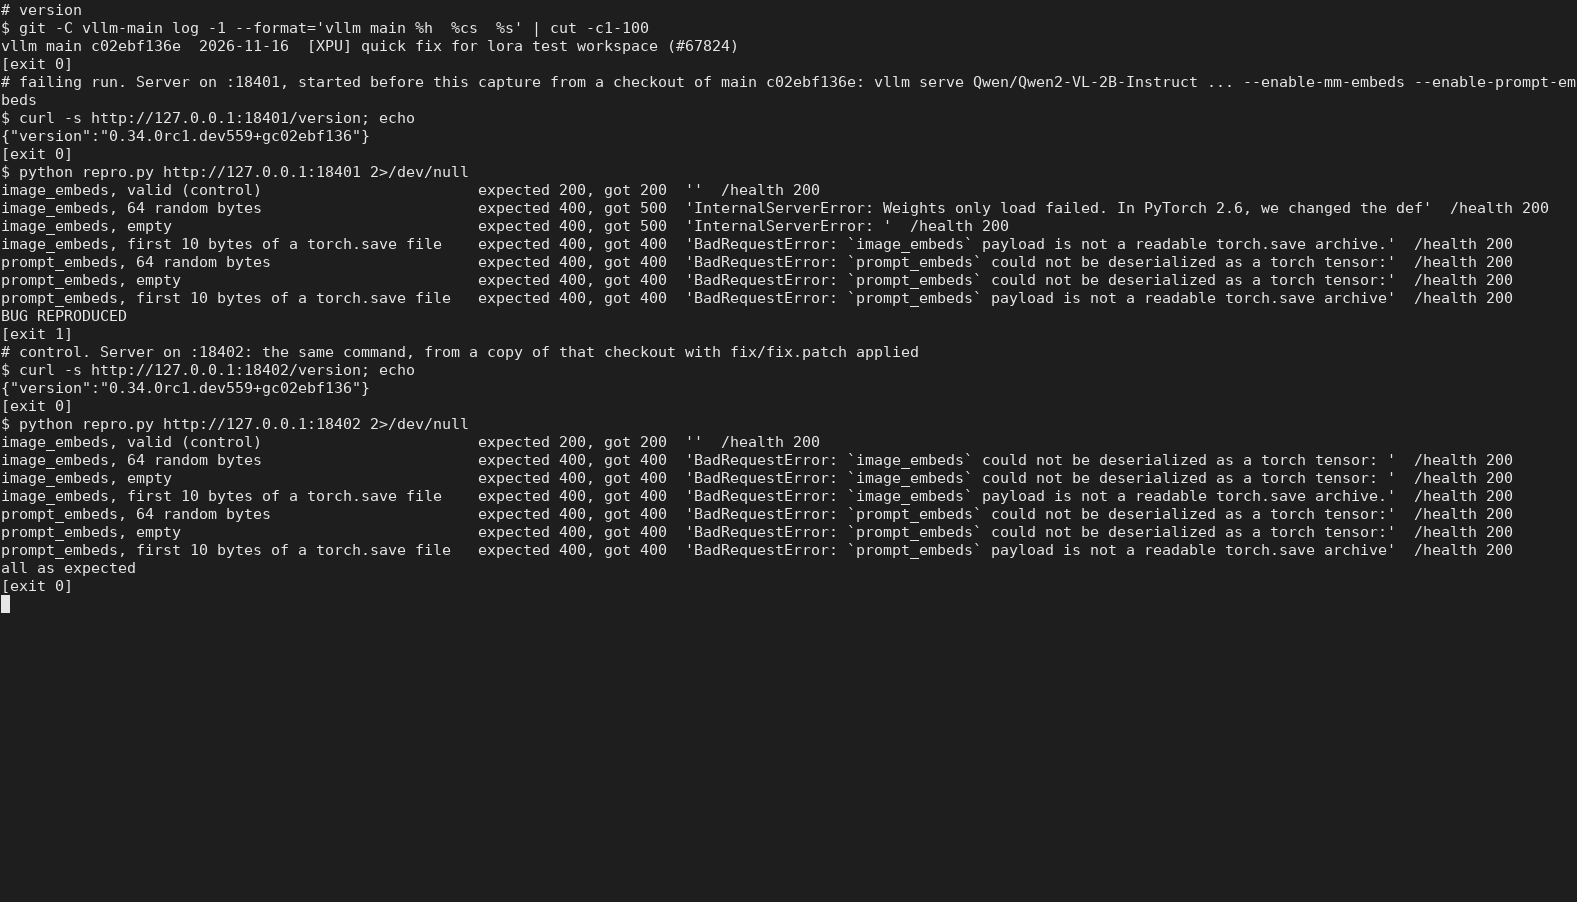 # version
$ git -C vllm-main log -1 --format='vllm main %h  %cs  %s' | cut -c1-100
vllm main c02ebf136e  2026-11-16  [XPU] quick fix for lora test workspace (#67824)
[exit 0]
# failing run. Server on :18401, started before this capture from a checkout of main c02ebf136e: vllm serve Qwen/Qwen2-VL-2B-Instruct ... --enable-mm-embeds --enable-prompt-em
beds
$ curl -s http://127.0.0.1:18401/version; echo
{"version":"0.34.0rc1.dev559+gc02ebf136"}
[exit 0]
$ python repro.py http://127.0.0.1:18401 2>/dev/null
image_embeds, valid (control)                        expected 200, got 200  ''  /health 200
image_embeds, 64 random bytes                        expected 400, got 500  'InternalServerError: Weights only load failed. In PyTorch 2.6, we changed the def'  /health 200
image_embeds, empty                                  expected 400, got 500  'InternalServerError: '  /health 200
image_embeds, first 10 bytes of a torch.save file    expected 400, got 400  'BadRequestError: `image_embeds` payload is not a readable torch.save archive.'  /health 200
prompt_embeds, 64 random bytes                       expected 400, got 400  'BadRequestError: `prompt_embeds` could not be deserialized as a torch tensor:'  /health 200
prompt_embeds, empty                                 expected 400, got 400  'BadRequestError: `prompt_embeds` could not be deserialized as a torch tensor:'  /health 200
prompt_embeds, first 10 bytes of a torch.save file   expected 400, got 400  'BadRequestError: `prompt_embeds` payload is not a readable torch.save archive'  /health 200
BUG REPRODUCED
[exit 1]
# control. Server on :18402: the same command, from a copy of that checkout with fix/fix.patch applied
$ curl -s http://127.0.0.1:18402/version; echo
{"version":"0.34.0rc1.dev559+gc02ebf136"}
[exit 0]
$ python repro.py http://127.0.0.1:18402 2>/dev/null
image_embeds, valid (control)                        expected 200, got 200  ''  /health 200
image_embeds, 64 random bytes                        expected 400, got 400  'BadRequestError: `image_embeds` could not be deserialized as a torch tensor: '  /health 200
image_embeds, empty                                  expected 400, got 400  'BadRequestError: `image_embeds` could not be deserialized as a torch tensor: '  /health 200
image_embeds, first 10 bytes of a torch.save file    expected 400, got 400  'BadRequestError: `image_embeds` payload is not a readable torch.save archive.'  /health 200
prompt_embeds, 64 random bytes                       expected 400, got 400  'BadRequestError: `prompt_embeds` could not be deserialized as a torch tensor:'  /health 200
prompt_embeds, empty                                 expected 400, got 400  'BadRequestError: `prompt_embeds` could not be deserialized as a torch tensor:'  /health 200
prompt_embeds, first 10 bytes of a torch.save file   expected 400, got 400  'BadRequestError: `prompt_embeds` payload is not a readable torch.save archive'  /health 200
all as expected
[exit 0]